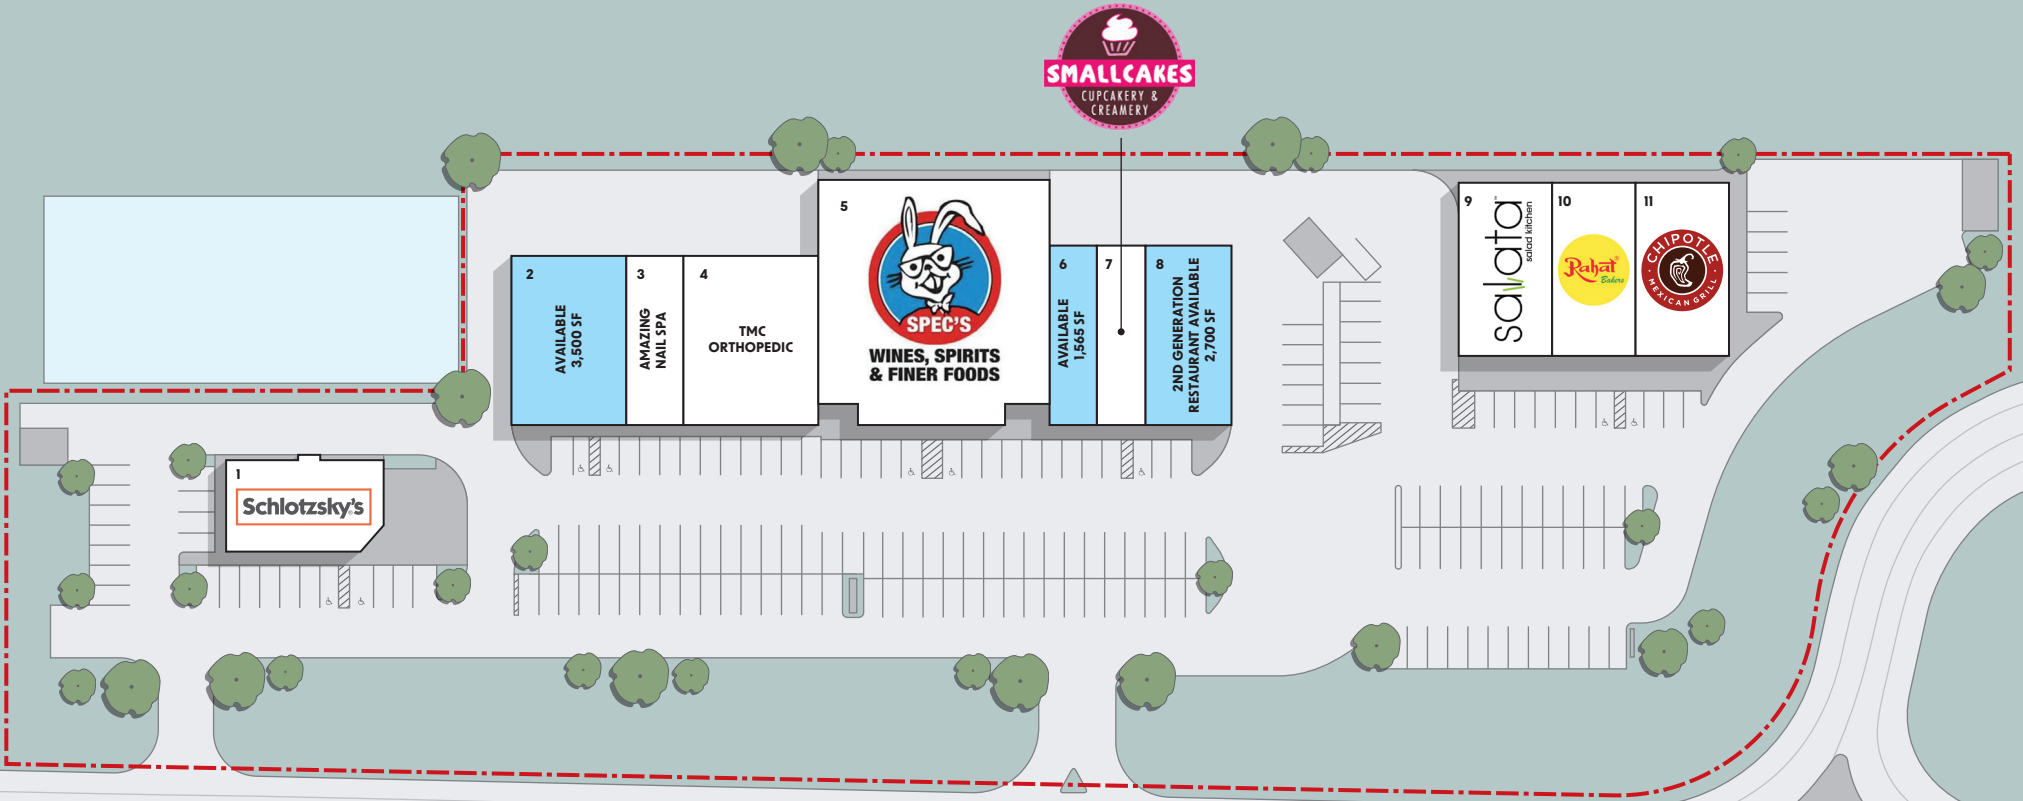 SMALLCAKES
CUPCAKERY &
CREAMERY
1
Schlotzsky's
2
AVAILABLE
3,500 SF
3
AMAZING
NAIL SPA
4
TMC
ORTHOPEDIC
5
SPEC'S
WINES, SPIRITS
& FINER FOODS
6
AVAILABLE
1,565 SF
7
8
2ND GENERATION
RESTAURANT AVAILABLE
2,700 SF
9
salata
salad kitchen
10
Rahat
Bakers
11
CHIPOTLE
MEXICAN GRILL